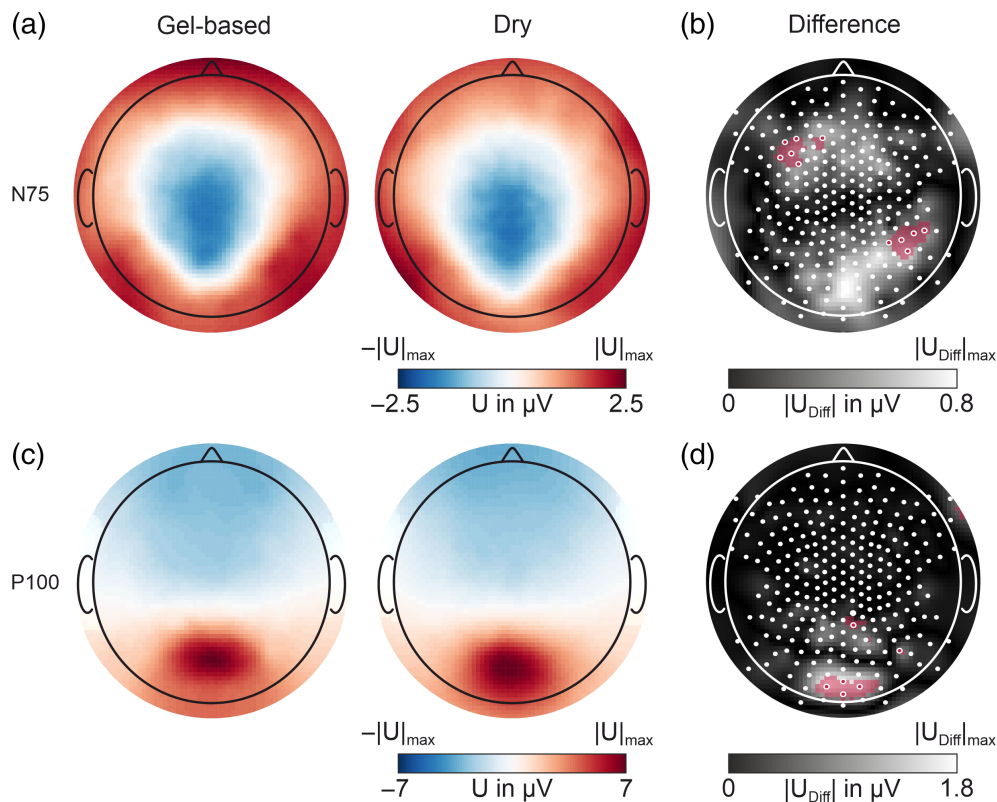 (a) Gel-based Dry (b) Difference
N75
−|U|max |U|max |UDiff|max
−2.5 U in µV 2.5 0 |UDiff| in µV 0.8
(c) (d)
P100
−|U|max |U|max |UDiff|max
−7 U in µV 7 0 |UDiff| in µV 1.8